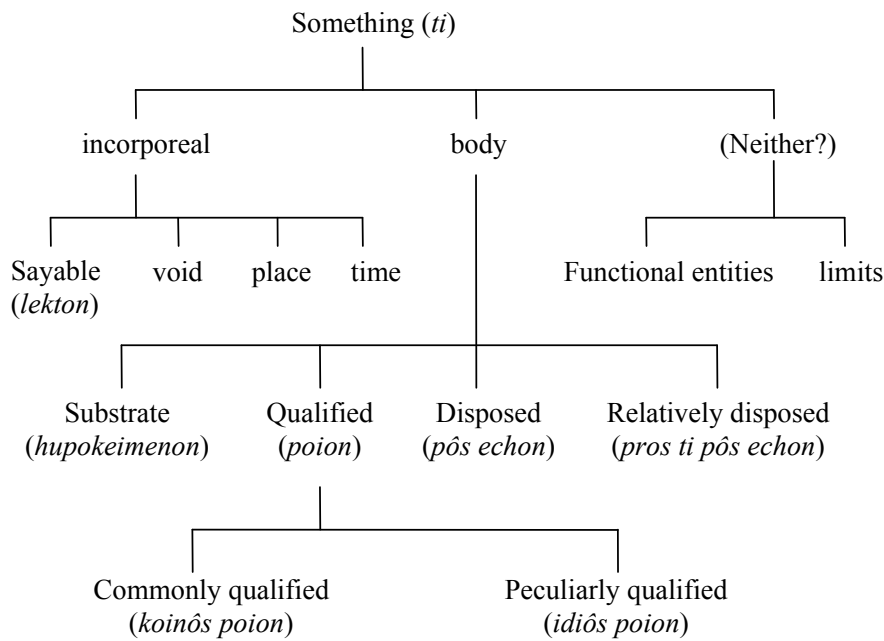 Something (ti)
incorporeal
body
(Neither?)
Sayable
(lekton)
void
place
time
Functional entities
limits
Substrate
(hupokeimenon)
Qualified
(poion)
Disposed
(pôs echon)
Relatively disposed
(pros ti pôs echon)
Commonly qualified
(koinôs poion)
Peculiarly qualified
(idiôs poion)